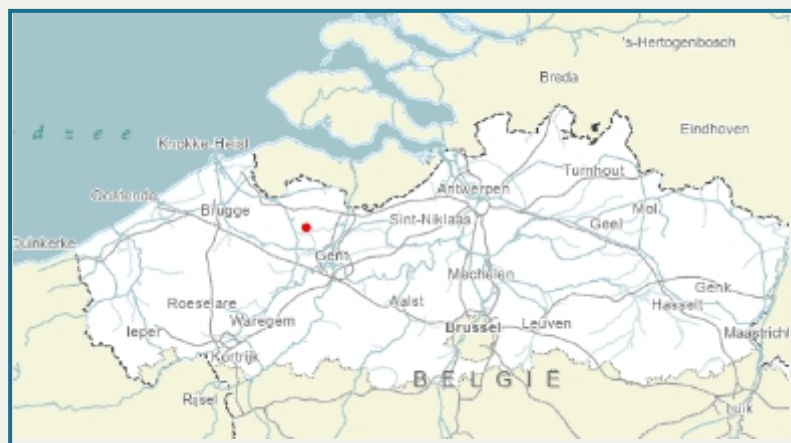 's-Hertogenbosch
Breda
d z e e
Eindhoven
Knokke-Heist
Turnhout
Antwerpen
Oostende
Mol
Brugge
Sint-Niklaas
Geel
Duinkerke
Gent
Mechelen
Genk
Roeselare
Aalst
Hasselt
Waregem
Brussel
Leuven
Ieper
Maastricht
Kortrijk
BELGIË
Rijsel
Luik